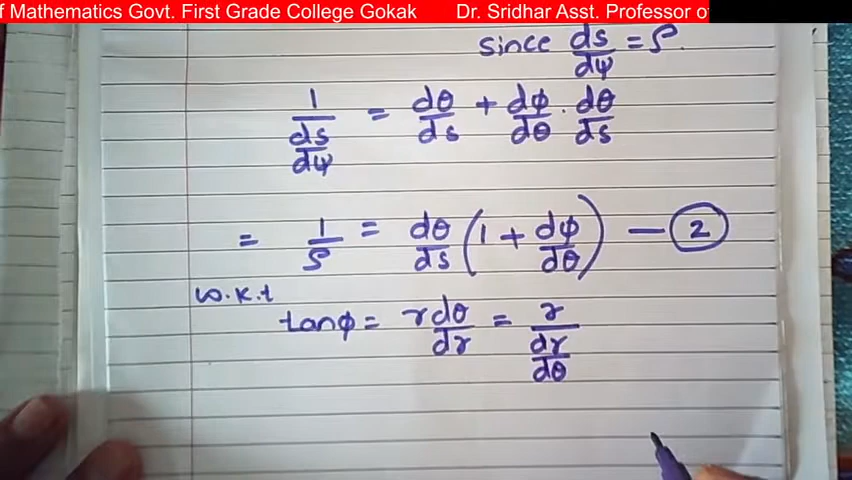 f Mathematics Govt. First Grade College Gokak Dr. Sridhar Asst. Professor o
since ds/dψ = ρ.
1/(ds/dψ) = dθ/ds + dϕ/dθ . dθ/ds
= 1/ρ = dθ/ds (1 + dϕ/dθ) — 2
w.k.t
tanϕ = rdθ/dr = r/(dr/dθ)